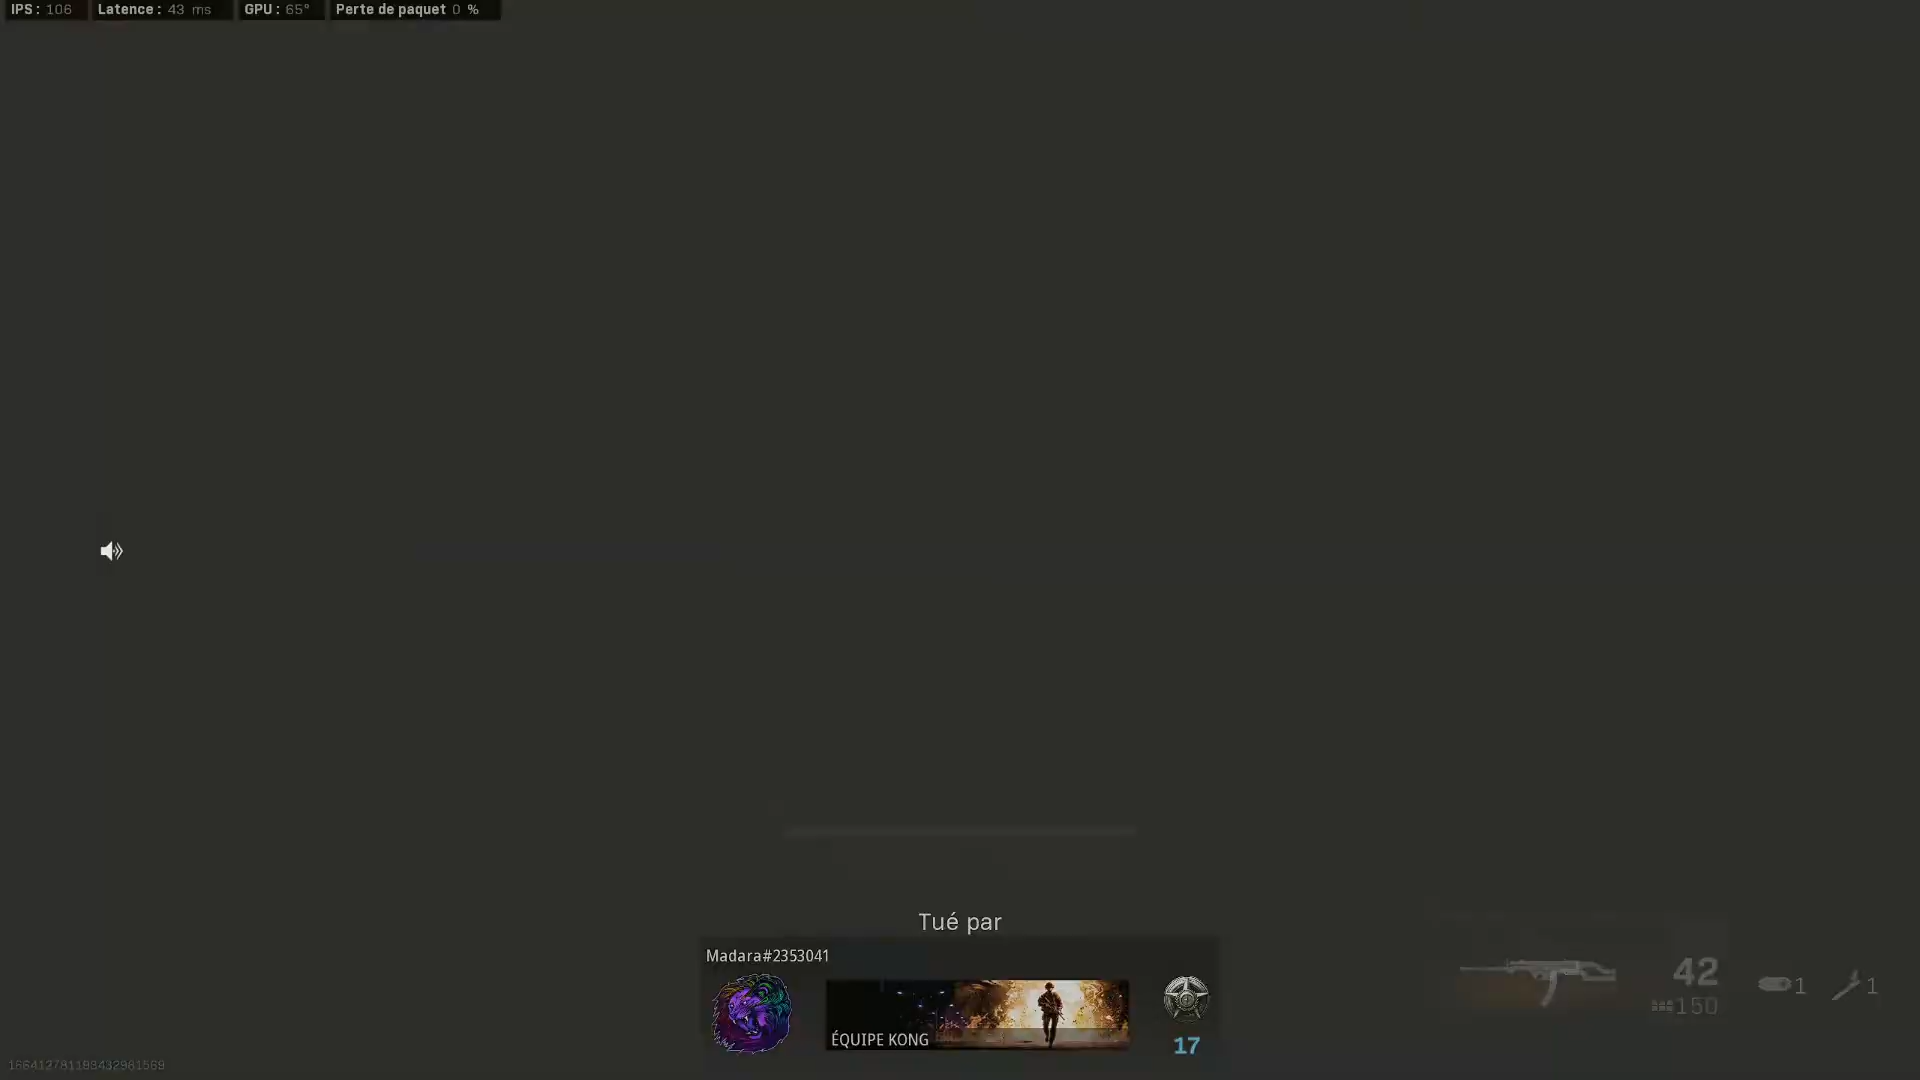 IPS : 106 Latence : 43 ms GPU : 65° Perte de paquet 0 %
Tué par
Madara#2353041
ÉQUIPE KONG
17
42
150
1
1